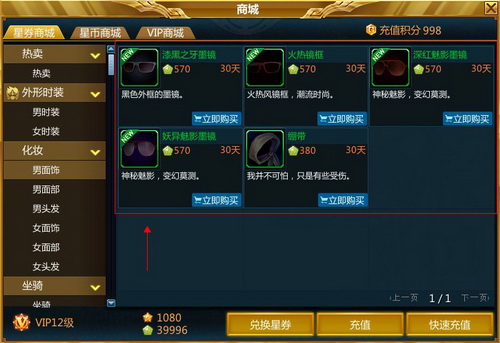 商城
星券商城 星币商城 VIP商城 充值积分 998
热卖
热卖
外形时装
男时装
女时装
化妆
男面饰
男面部
男头发
女面饰
女面部
女头发
坐骑
坐骑
NEW 漆黑之牙墨镜
570 30天
黑色外框的墨镜。
立即购买
NEW 火热镜框
570 30天
火热风镜框，潮流时尚。
立即购买
NEW 深红魅影墨镜
570 30天
神秘魅影，变幻莫测。
立即购买
NEW 妖异魅影墨镜
570 30天
神秘魅影，变幻莫测。
立即购买
绷带
380 30天
我并不可怕，只是有些受伤。
立即购买
上一页 1/1 下一页
VIP12级
1080
39996
兑换星券 充值 快速充值